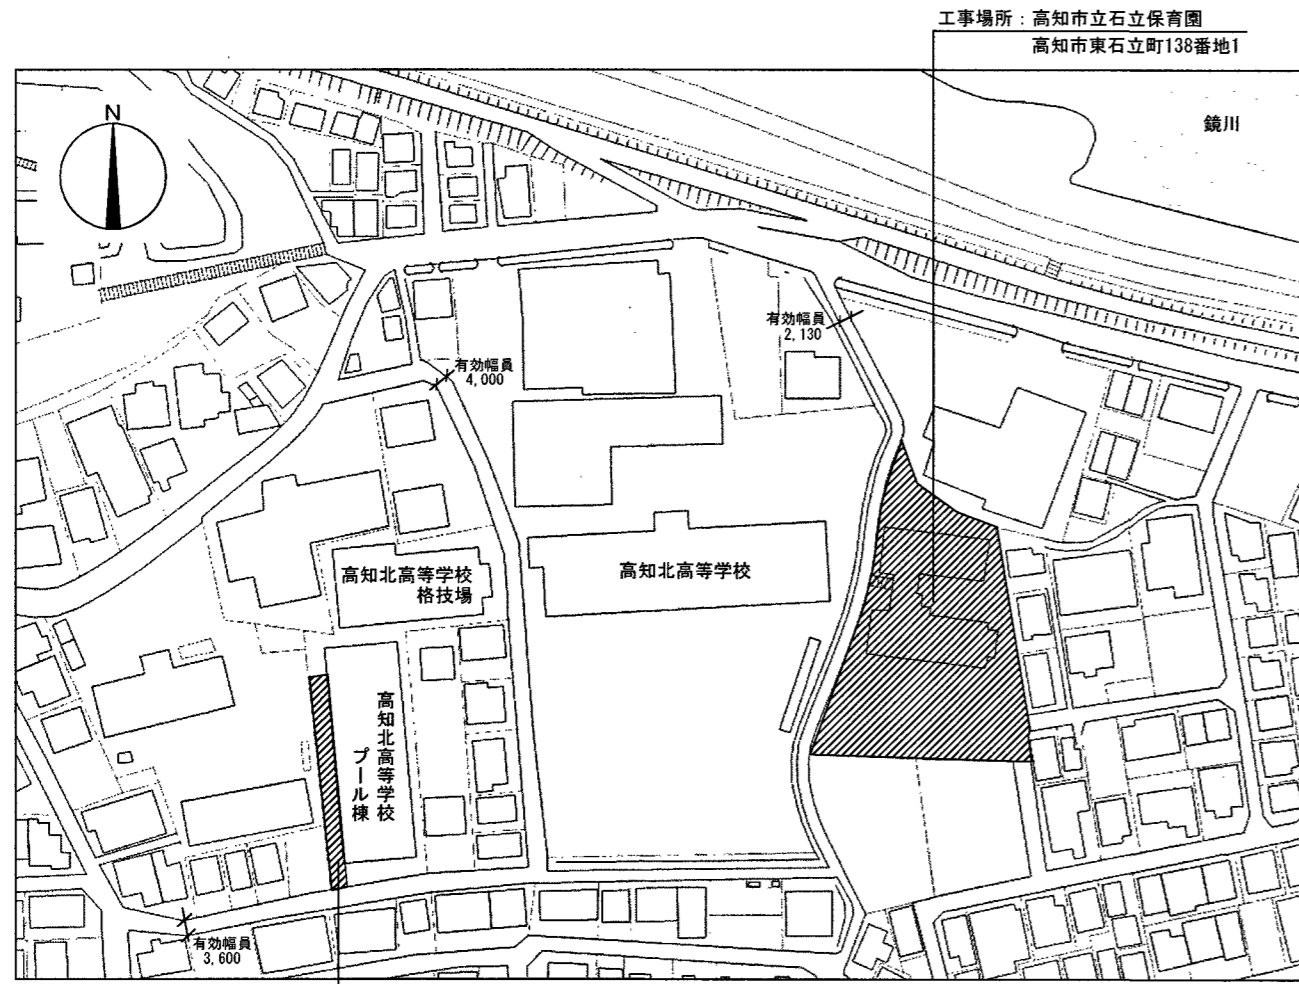 工事場所：高知市立石立保育園
高知市東石立町138番地1
N
鏡川
有効幅員
2,130
有効幅員
4,000
高知北高等学校
格技場
高知北高等学校
高知北高等学校
プール棟
有効幅員
3,600